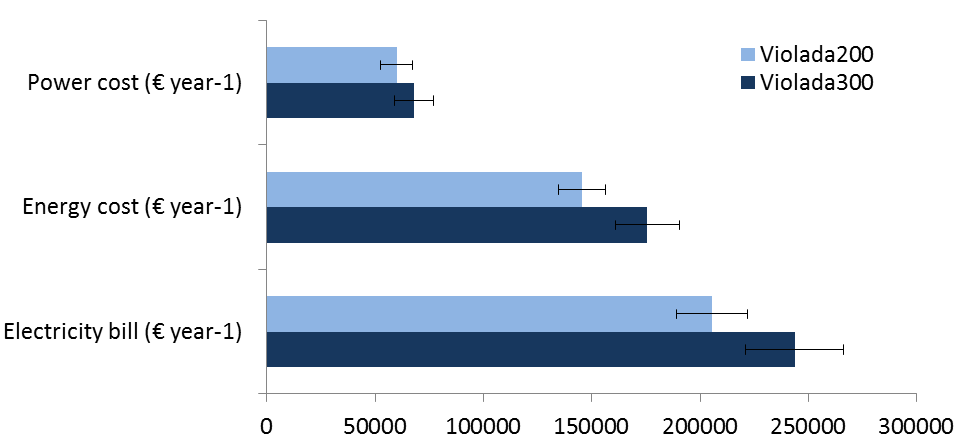 Violada200
Violada300
Power cost (€ year-1)
Energy cost (€ year-1)
Electricity bill (€ year-1)
0 50000 100000 150000 200000 250000 300000